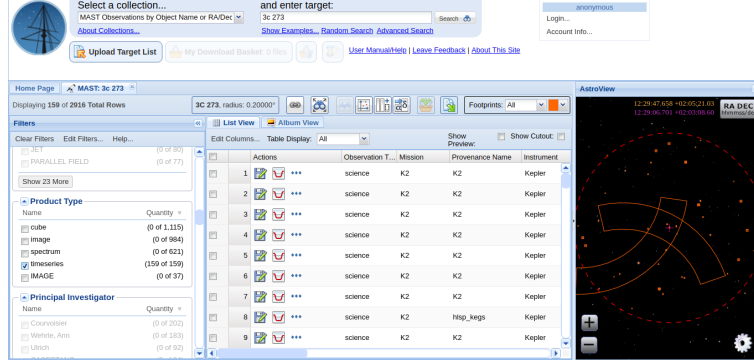 Select a collection... and enter target: anonymous
MAST Observations by Object Name or RA/Dec 3c 273 Search Login...
About Collections... Show Examples... Random Search Advanced Search Account Info...
Upload Target List My Download Basket: 0 files User Manual/Help | Leave Feedback | About This Site
Home Page MAST: 3c 273 AstroView
Displaying 159 of 2916 Total Rows 3C 273, radius: 0.20000° Footprints: All
12:29:47.658 +02:05:21.03 RA DEC
12:29:06.701 +02:03:08.60
Filters List View Album View
Clear Filters Edit Filters... Help... Edit Columns... Table Display: All Show Preview: Show Cutout:
JET (0 of 80)
PARALLEL FIELD (0 of 77)
Show 23 More
Product Type
Name Quantity
cube (0 of 1,115)
image (0 of 984)
spectrum (0 of 621)
timeseries (159 of 159)
IMAGE (0 of 37)
Principal Investigator
Name Quantity
Courvoisier (0 of 202)
Wehrle, Ann (0 of 183)
Ulrich (0 of 92)
Actions Observation T... Mission Provenance Name Instrument
1 science K2 K2 Kepler
2 science K2 K2 Kepler
3 science K2 K2 Kepler
4 science K2 K2 Kepler
5 science K2 K2 Kepler
6 science K2 K2 Kepler
7 science K2 K2 Kepler
8 science K2 hlsp_kegs Kepler
9 science K2 K2 Kepler